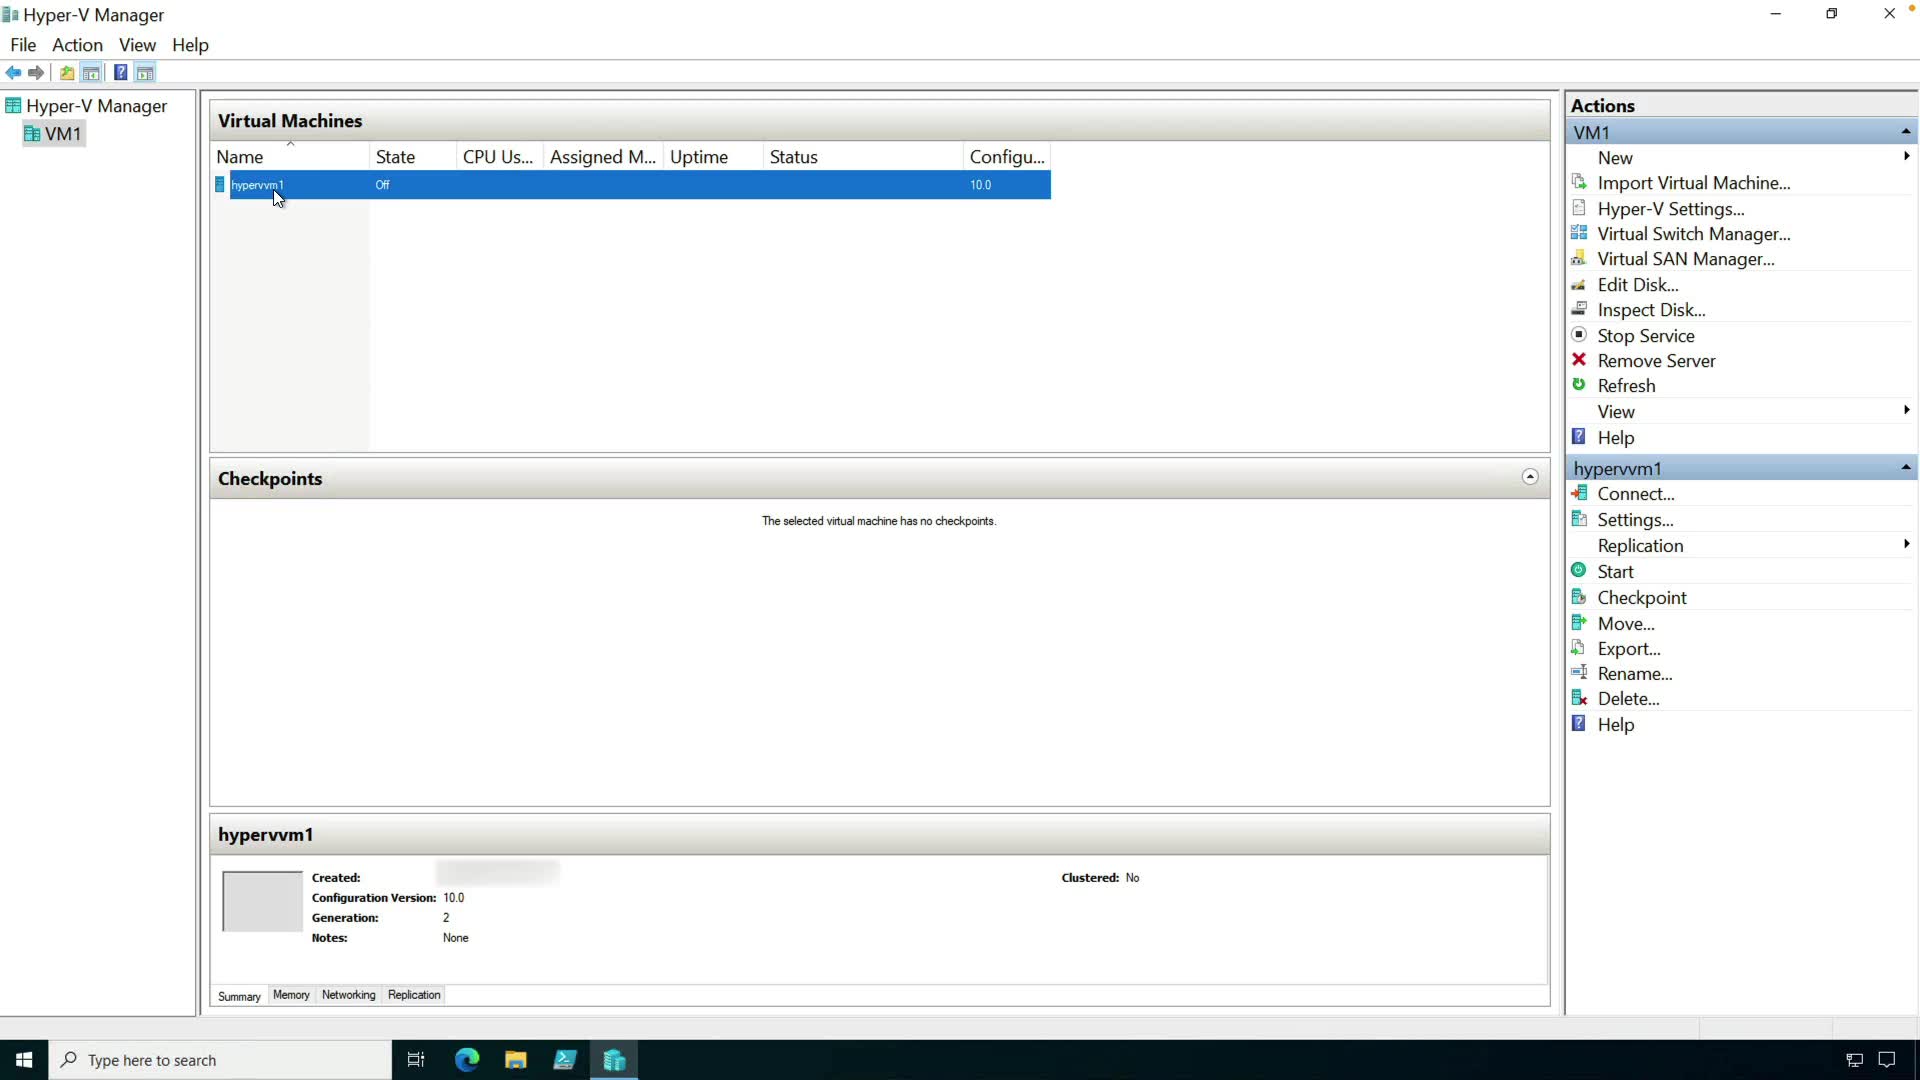 Hyper-V Manager
File Action View Help
Hyper-V Manager
VM1
Virtual Machines
Name State CPU Us... Assigned M... Uptime Status Configu...
hypervvm1 Off 10.0
Checkpoints
The selected virtual machine has no checkpoints.
hypervvm1
Created:
Clustered: No
Configuration Version: 10.0
Generation: 2
Notes: None
Summary Memory Networking Replication
Actions
VM1
New
Import Virtual Machine...
Hyper-V Settings...
Virtual Switch Manager...
Virtual SAN Manager...
Edit Disk...
Inspect Disk...
Stop Service
Remove Server
Refresh
View
Help
hypervvm1
Connect...
Settings...
Replication
Start
Checkpoint
Move...
Export...
Rename...
Delete...
Help
Type here to search